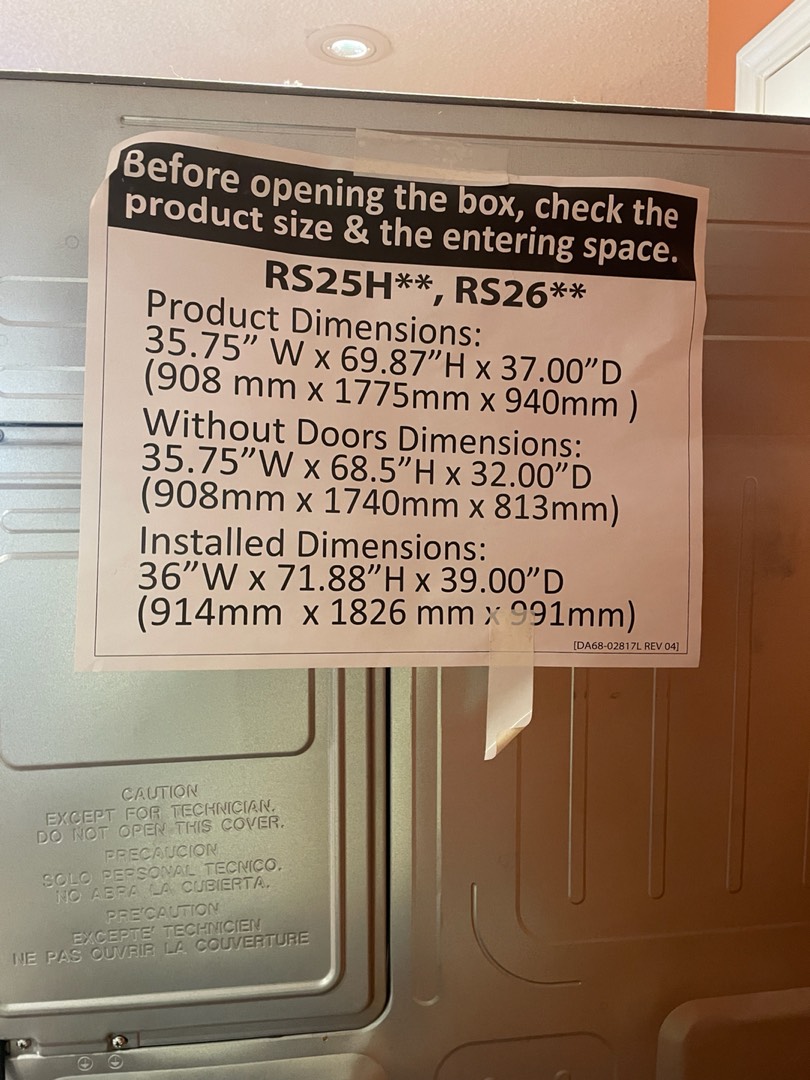 Before opening the box, check the
product size & the entering space.
RS25H**, RS26**
Product Dimensions:
35.75” W x 69.87”H x 37.00”D
(908 mm x 1775mm x 940mm )
Without Doors Dimensions:
35.75”W x 68.5”H x 32.00”D
(908mm x 1740mm x 813mm)
Installed Dimensions:
36”W x 71.88”H x 39.00”D
(914mm x 1826 mm x 991mm)
[DA68-02817L REV 04]
CAUTION
EXCEPT FOR TECHNICIAN.
DO NOT OPEN THIS COVER.
PRECAUCION
SOLO PERSONAL TECNICO.
NO ABRA LA CUBIERTA.
PRE'CAUTION
EXCEPTE' TECHNICIEN
NE PAS OUVRIR LA COUVERTURE